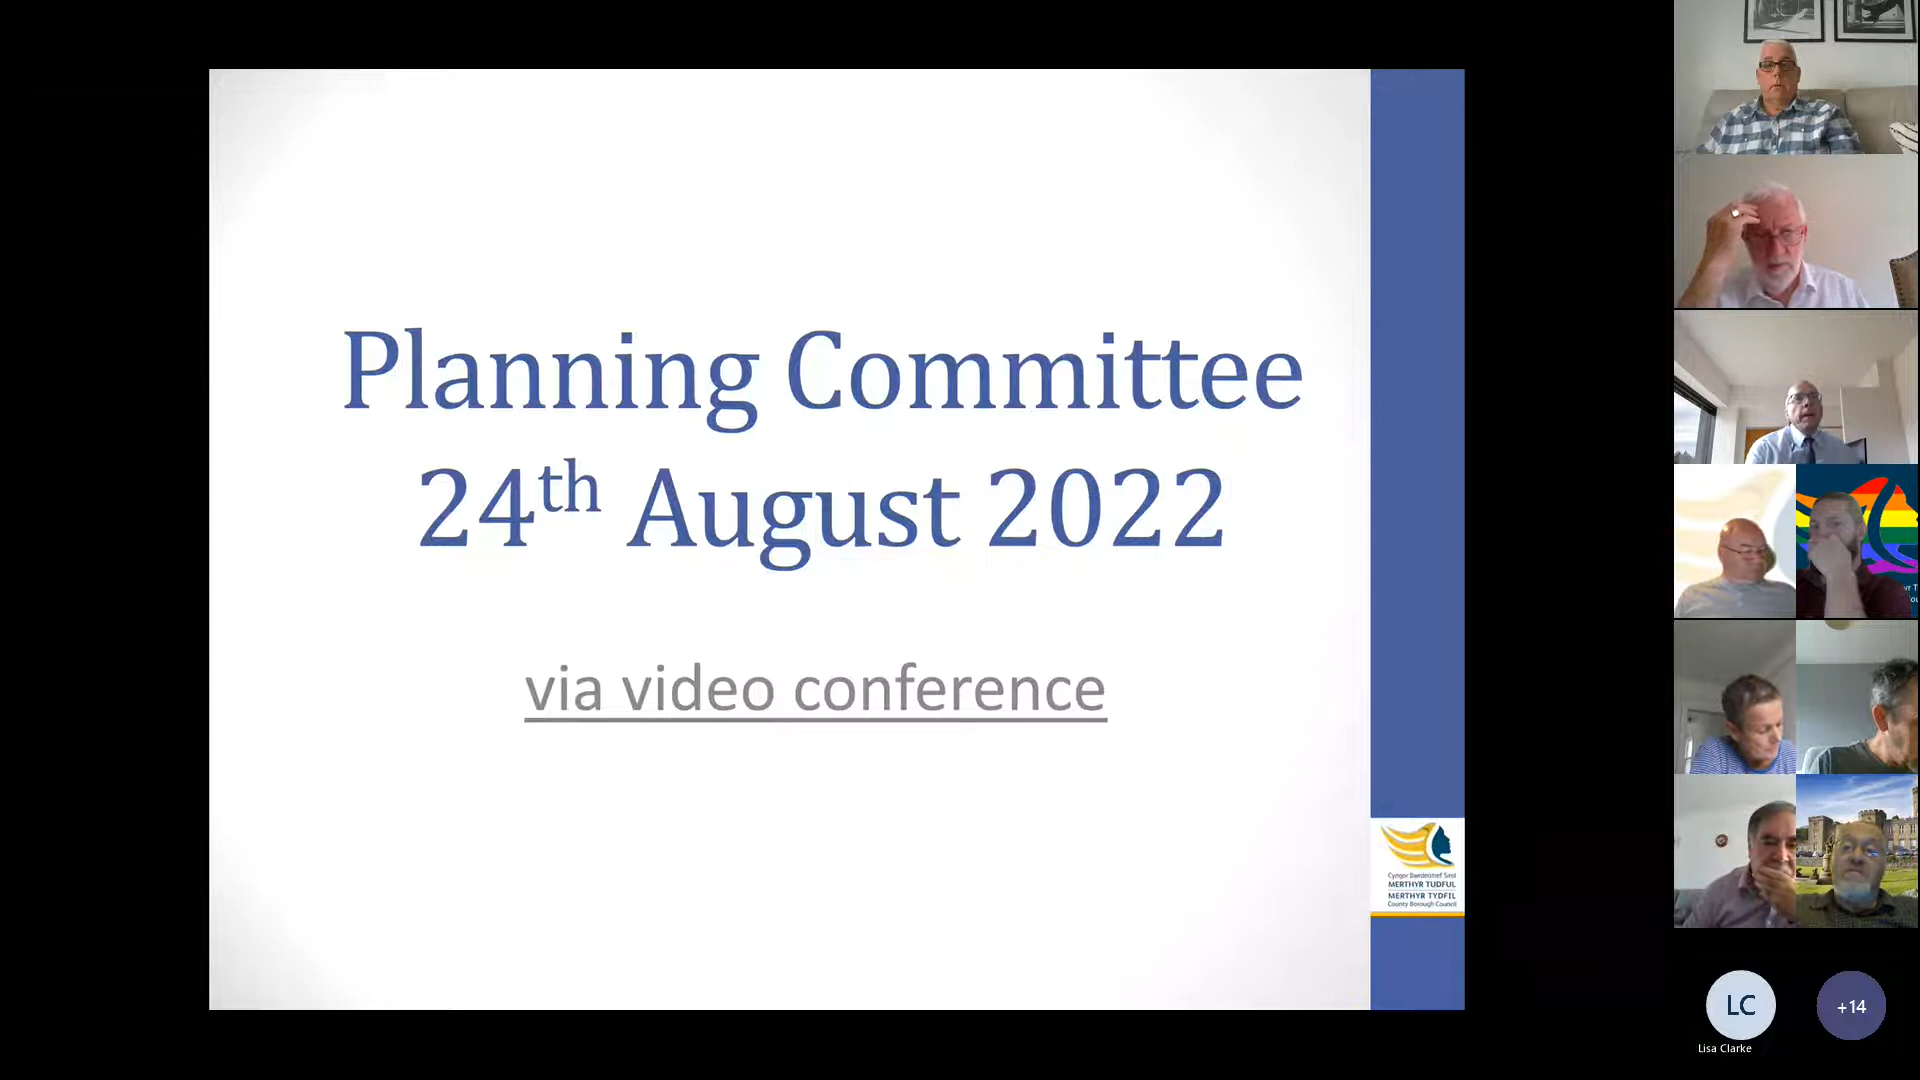 Planning Committee
24th August 2022
via video conference
Cyngor Bwrdeistref Sirol
MERTHYR TUDFUL
MERTHYR TYDFIL
County Borough Council
LC
Lisa Clarke
+14